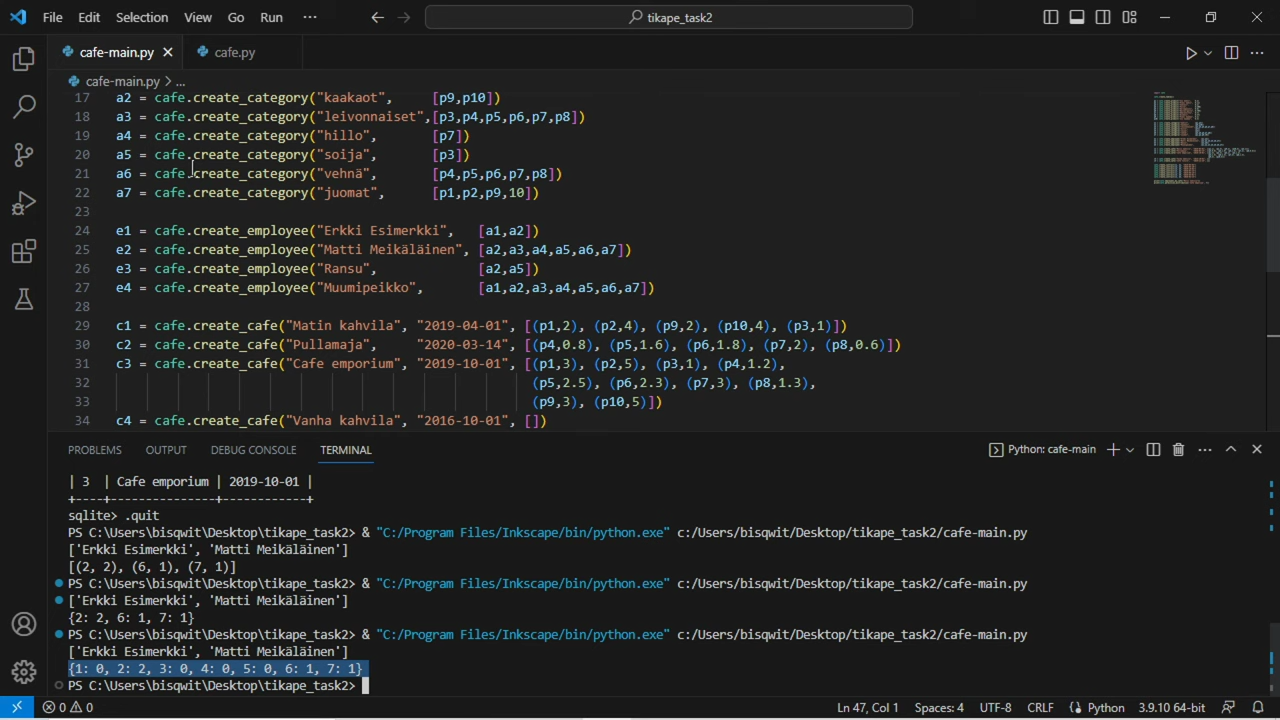 File Edit Selection View Go Run ··· tikape_task2
cafe-main.py cafe.py
cafe-main.py > ...
17 a2 = cafe.create_category("kaakaot", [p9,p10])
18 a3 = cafe.create_category("leivonnaiset",[p3,p4,p5,p6,p7,p8])
19 a4 = cafe.create_category("hillo", [p7])
20 a5 = cafe.create_category("soija", [p3])
21 a6 = cafe.create_category("vehnä", [p4,p5,p6,p7,p8])
22 a7 = cafe.create_category("juomat", [p1,p2,p9,10])
23
24 e1 = cafe.create_employee("Erkki Esimerkki", [a1,a2])
25 e2 = cafe.create_employee("Matti Meikäläinen", [a2,a3,a4,a5,a6,a7])
26 e3 = cafe.create_employee("Ransu", [a2,a5])
27 e4 = cafe.create_employee("Muumipeikko", [a1,a2,a3,a4,a5,a6,a7])
28
29 c1 = cafe.create_cafe("Matin kahvila", "2019-04-01", [(p1,2), (p2,4), (p9,2), (p10,4), (p3,1)])
30 c2 = cafe.create_cafe("Pullamaja", "2020-03-14", [(p4,0.8), (p5,1.6), (p6,1.8), (p7,2), (p8,0.6)])
31 c3 = cafe.create_cafe("Cafe emporium", "2019-10-01", [(p1,3), (p2,5), (p3,1), (p4,1.2),
32 (p5,2.5), (p6,2.3), (p7,3), (p8,1.3),
33 (p9,3), (p10,5)])
34 c4 = cafe.create_cafe("Vanha kahvila", "2016-10-01", [])
PROBLEMS OUTPUT DEBUG CONSOLE TERMINAL Python: cafe-main
| 3 | Cafe emporium | 2019-10-01 |
+----+---------------+------------+
sqlite> .quit
PS C:\Users\bisqwit\Desktop\tikape_task2> & "C:/Program Files/Inkscape/bin/python.exe" c:/Users/bisqwit/Desktop/tikape_task2/cafe-main.py
['Erkki Esimerkki', 'Matti Meikäläinen']
[(2, 2), (6, 1), (7, 1)]
PS C:\Users\bisqwit\Desktop\tikape_task2> & "C:/Program Files/Inkscape/bin/python.exe" c:/Users/bisqwit/Desktop/tikape_task2/cafe-main.py
['Erkki Esimerkki', 'Matti Meikäläinen']
{2: 2, 6: 1, 7: 1}
PS C:\Users\bisqwit\Desktop\tikape_task2> & "C:/Program Files/Inkscape/bin/python.exe" c:/Users/bisqwit/Desktop/tikape_task2/cafe-main.py
['Erkki Esimerkki', 'Matti Meikäläinen']
{1: 0, 2: 2, 3: 0, 4: 0, 5: 0, 6: 1, 7: 1}
PS C:\Users\bisqwit\Desktop\tikape_task2>
0 0 Ln 47, Col 1 Spaces: 4 UTF-8 CRLF Python 3.9.10 64-bit